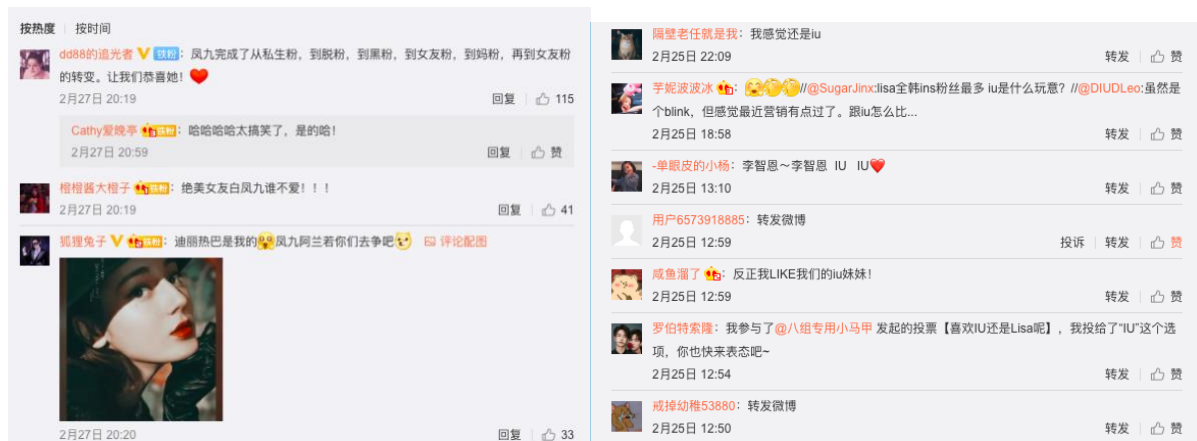 按热度 按时间
dd88的追光者 铁粉：凤九完成了从私生粉，到脱粉，到黑粉，到女友粉，到妈粉，再到女友粉
的转变。让我们恭喜她！
2月27日 20:19 回复 115
Cathy爱晚亭 铁粉：哈哈哈哈太搞笑了，是的哈！
2月27日 20:59 回复 赞
橙橙酱大橙子 铁粉：绝美女友白凤九谁不爱！！！
2月27日 20:19 回复 41
狐狸兔子 铁粉：迪丽热巴是我的凤九阿兰若你们去争吧 评论配图
2月27日 20:20 回复 33
隔壁老任就是我：我感觉还是iu
2月25日 22:09 转发 赞
芋妮波波冰：//@SugarJinx:lisa全韩ins粉丝最多 iu是什么玩意？//@DIUDLeo:虽然是
个blink，但感觉最近营销有点过了。跟iu怎么比...
2月25日 18:58 转发 赞
-单眼皮的小杨：李智恩～李智恩 IU IU
2月25日 13:10 转发 赞
用户6573918885：转发微博
2月25日 12:59 投诉 转发 赞
咸鱼溜了：反正我LIKE我们的iu妹妹！
2月25日 12:59 转发 赞
罗伯特索隆：我参与了@八组专用小马甲 发起的投票【喜欢IU还是Lisa呢】，我投给了“IU”这个选
项，你也快来表态吧~
2月25日 12:54 转发 赞
戒掉幼稚53880：转发微博
2月25日 12:50 转发 赞